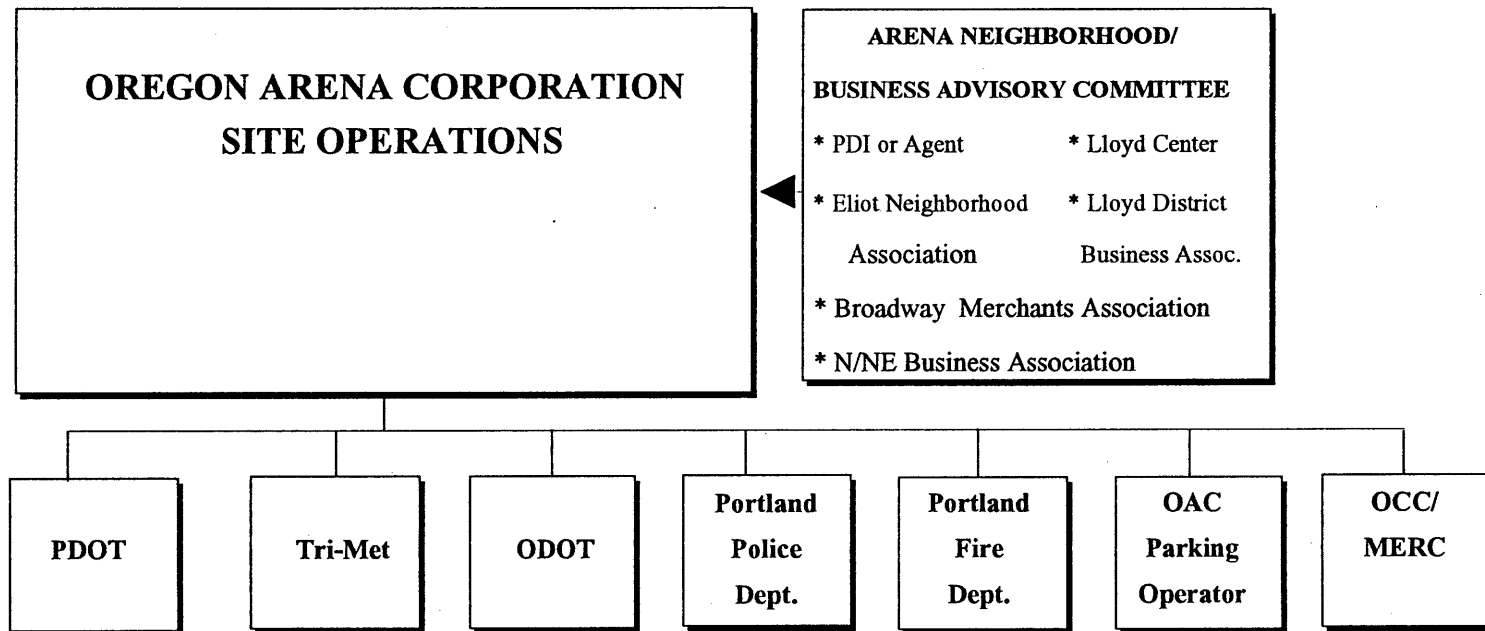 OREGON ARENA CORPORATION
SITE OPERATIONS
ARENA NEIGHBORHOOD/
BUSINESS ADVISORY COMMITTEE
* PDI or Agent * Lloyd Center
* Eliot Neighborhood * Lloyd District
Association Business Assoc.
* Broadway Merchants Association
* N/NE Business Association
PDOT
Tri-Met
ODOT
Portland
Police
Dept.
Portland
Fire
Dept.
OAC
Parking
Operator
OCC/
MERC